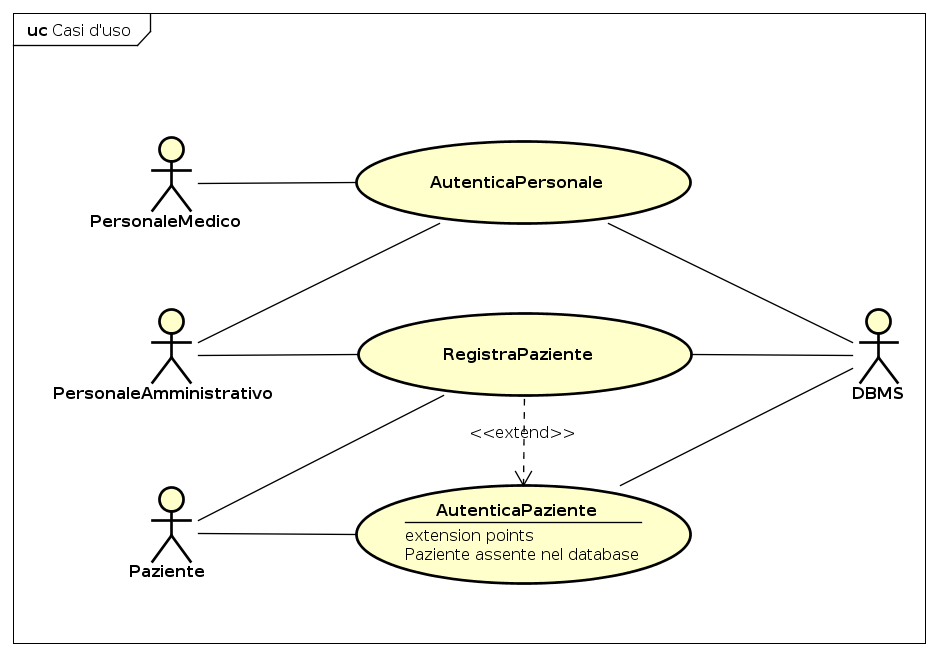 uc Casi d'uso
AutenticaPersonale
PersonaleMedico
RegistraPaziente
PersonaleAmministrativo
DBMS
<<extend>>
AutenticaPaziente
extension points
Paziente assente nel database
Paziente